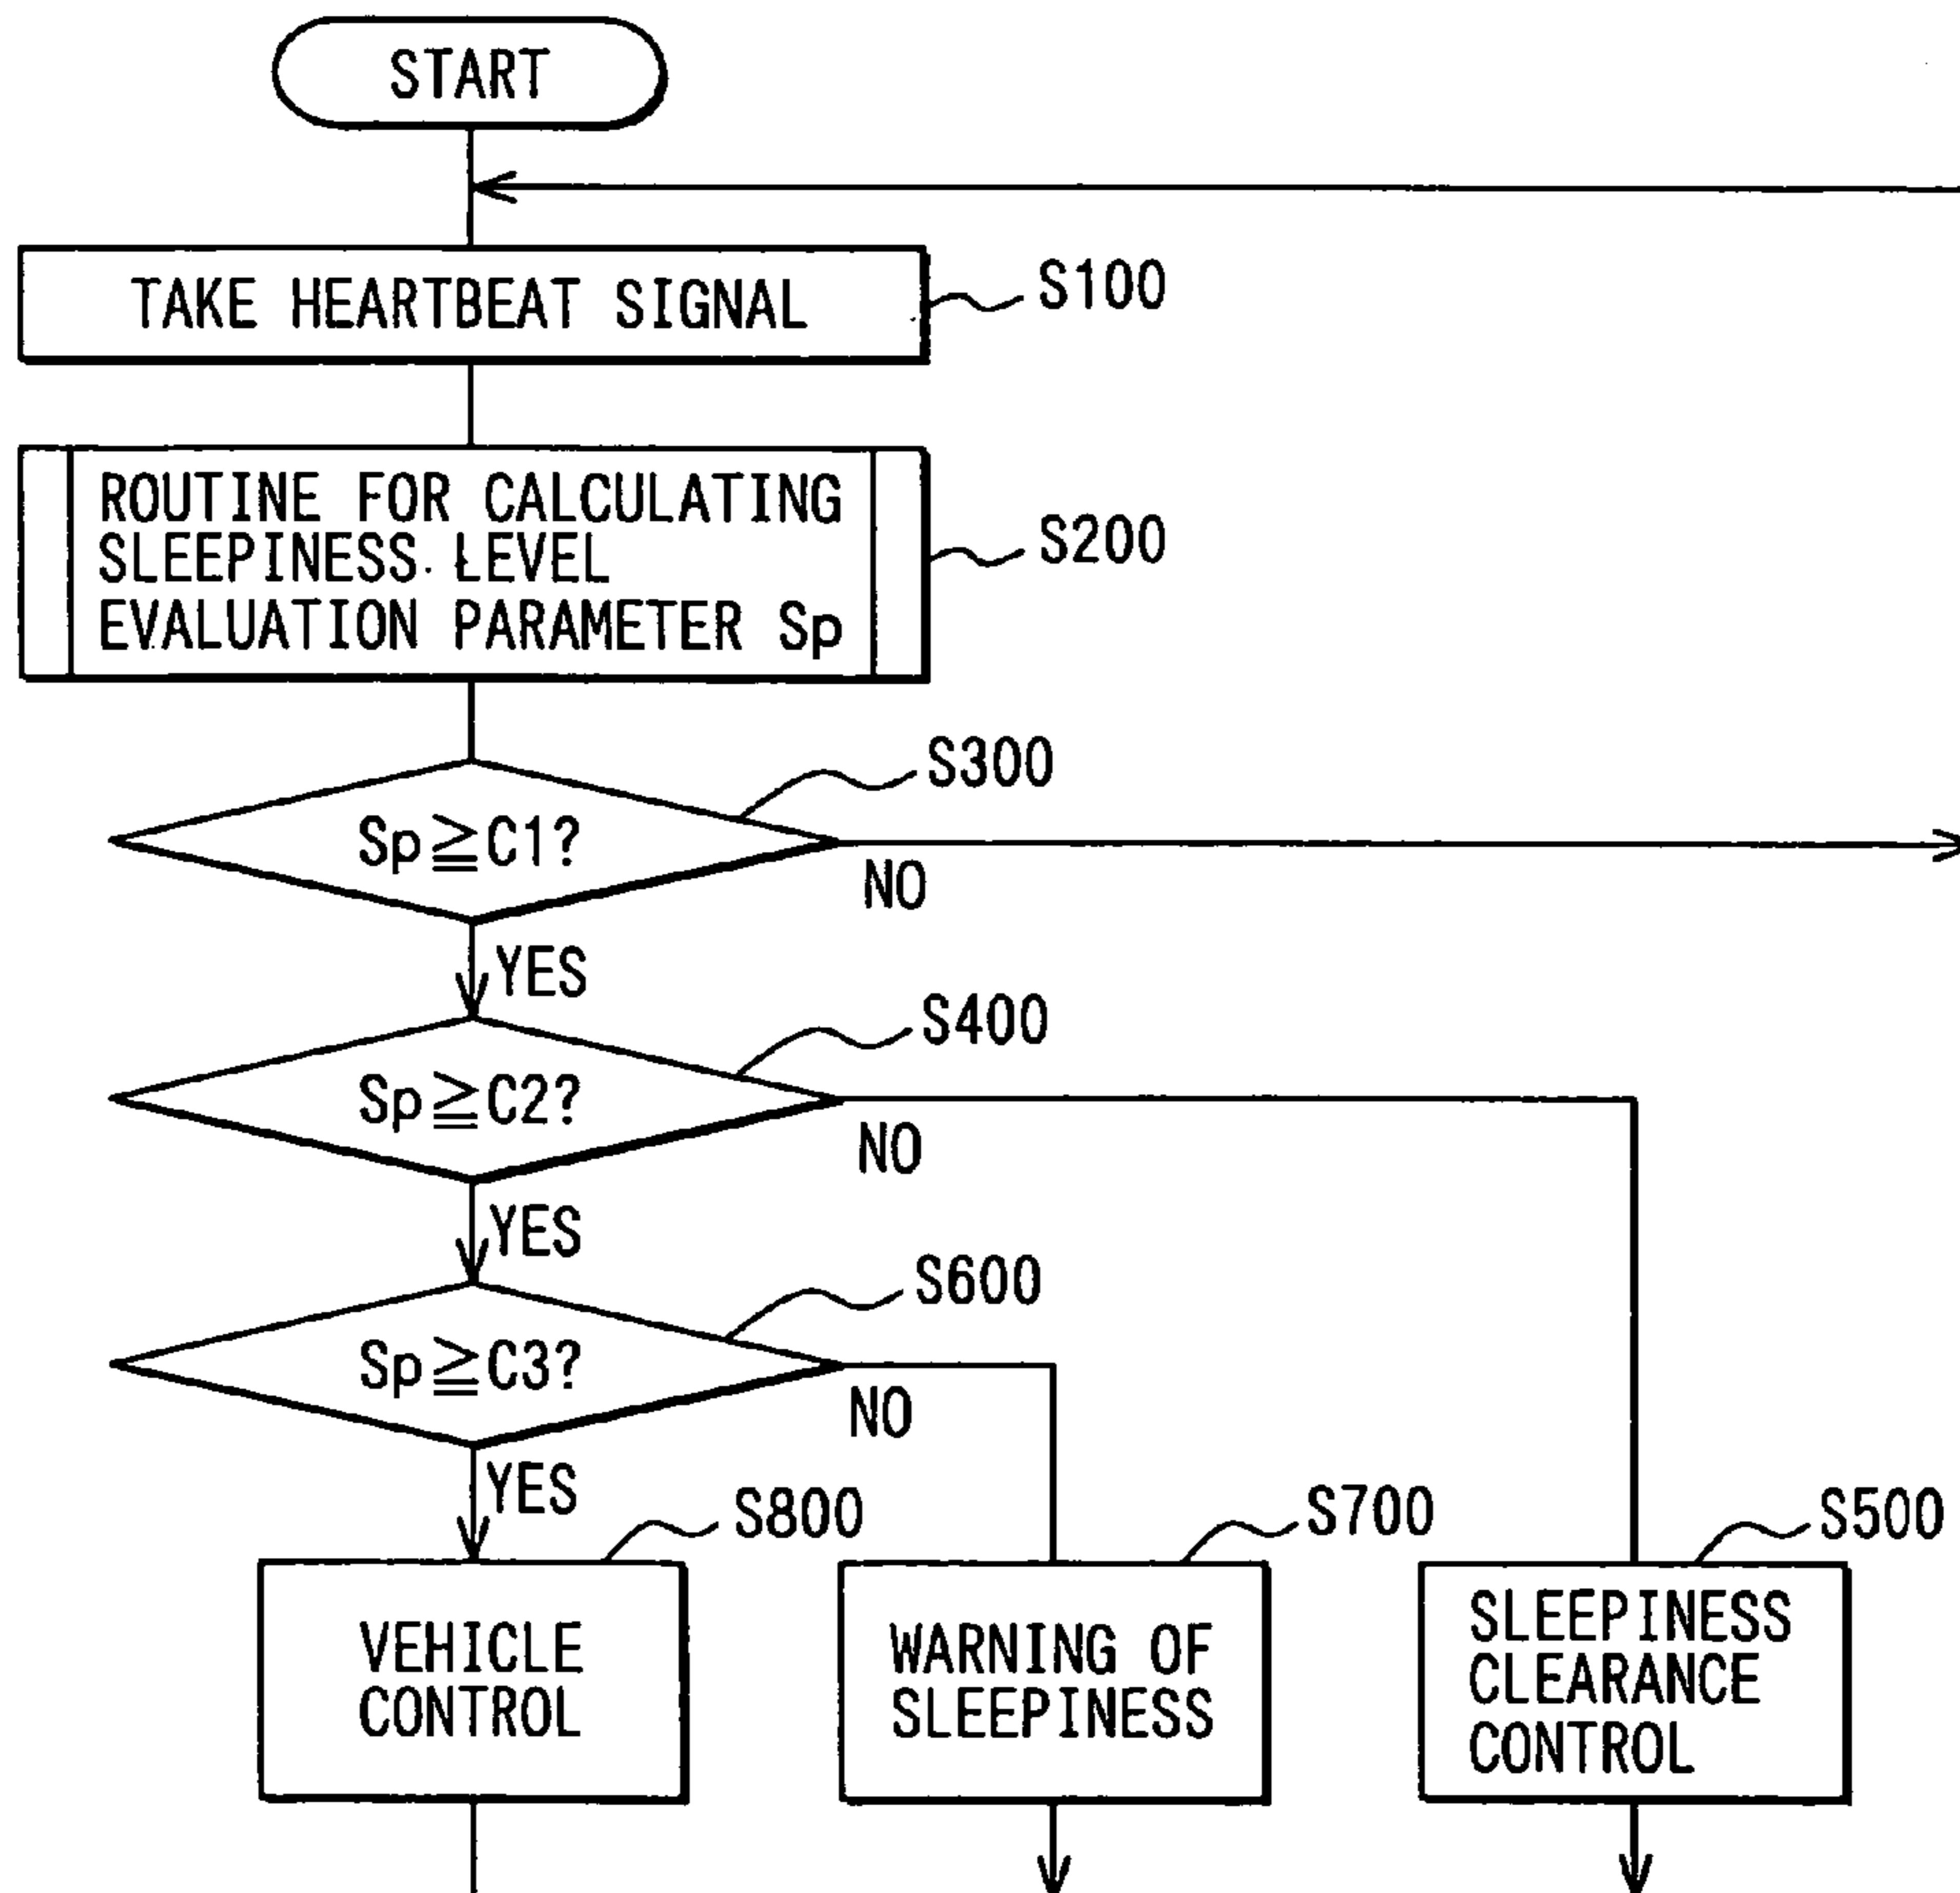 START
TAKE HEARTBEAT SIGNAL
S100
ROUTINE FOR CALCULATING
SLEEPINESS LEVEL
EVALUATION PARAMETER Sp
S200
S300
Sp≧C1?
NO
YES
S400
Sp≧C2?
NO
YES
S600
Sp≧C3?
NO
YES
S800
S700
S500
VEHICLE
CONTROL
WARNING OF
SLEEPINESS
SLEEPINESS
CLEARANCE
CONTROL